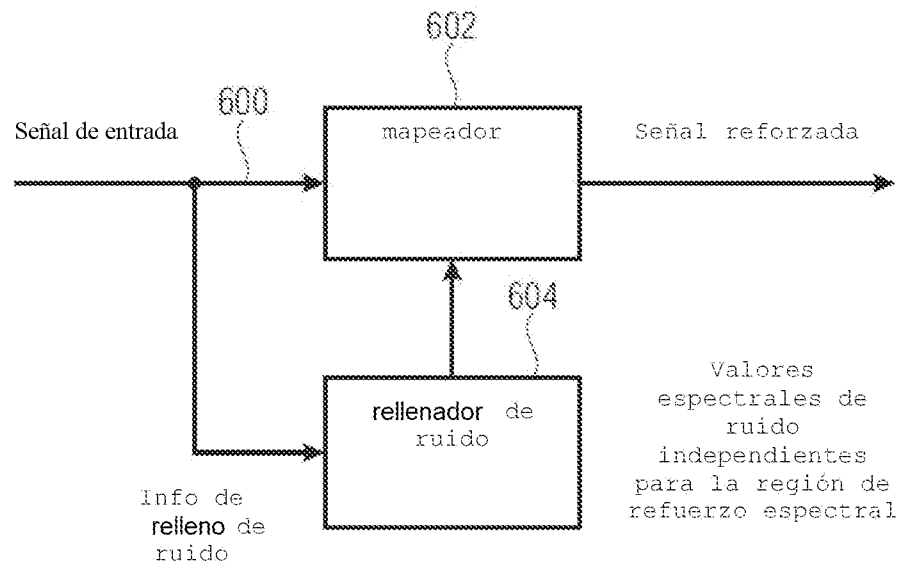 602
600
Señal de entrada
mapeador
Señal reforzada
604
rellenador de
ruido
Valores
espectrales de
ruido
independientes
para la región de
refuerzo espectral
Info de
relleno de
ruido